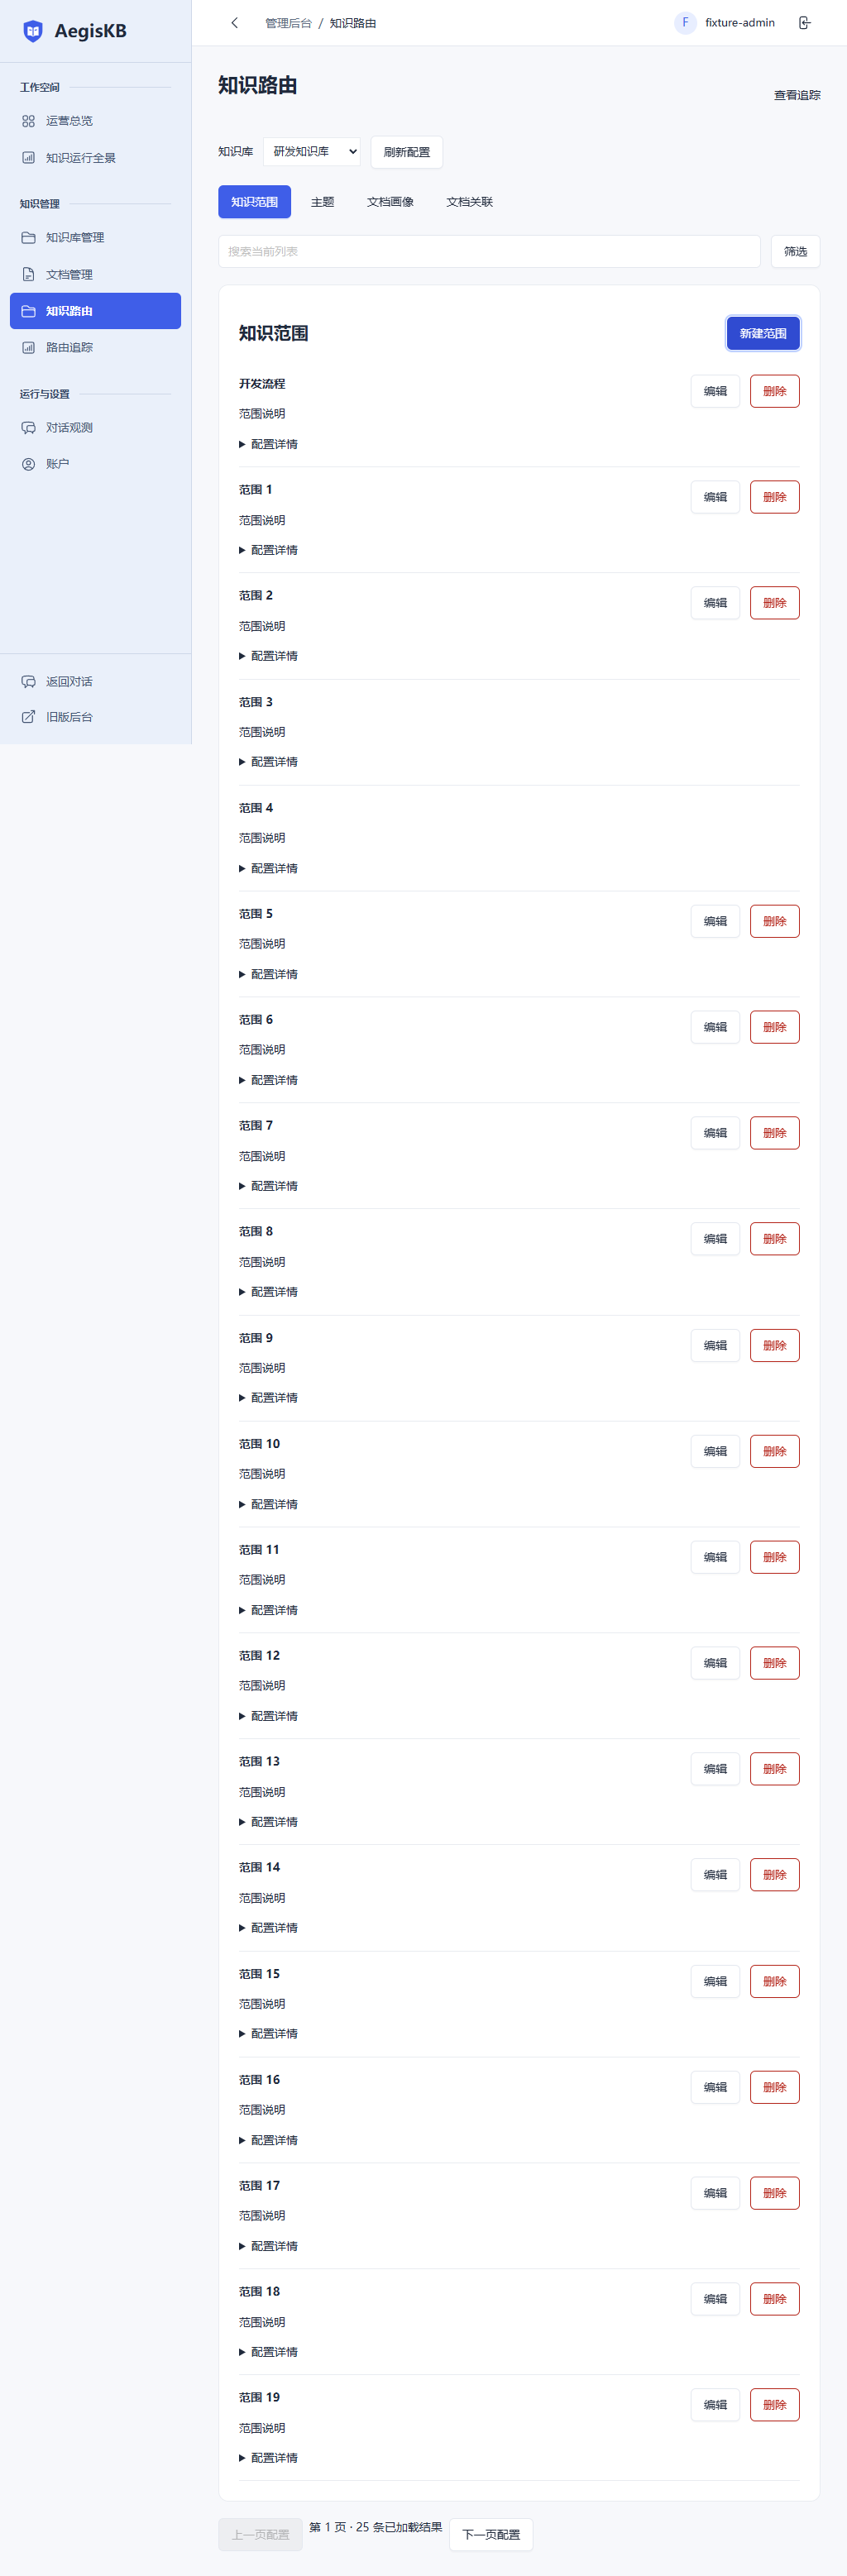 AegisKB
工作空间
运营总览
知识运行全景
知识管理
知识库管理
文档管理
知识路由
路由追踪
运行与设置
对话观测
账户
返回对话
旧版后台
管理后台 / 知识路由
F fixture-admin
知识路由
查看追踪
知识库 研发知识库 刷新配置
知识范围 主题 文档画像 文档关联
搜索当前列表 筛选
知识范围 新建范围
开发流程 编辑 删除
范围说明
配置详情
范围 1 编辑 删除
范围说明
配置详情
范围 2 编辑 删除
范围说明
配置详情
范围 3
范围说明
配置详情
范围 4
范围说明
配置详情
范围 5 编辑 删除
范围说明
配置详情
范围 6 编辑 删除
范围说明
配置详情
范围 7 编辑 删除
范围说明
配置详情
范围 8 编辑 删除
范围说明
配置详情
范围 9 编辑 删除
范围说明
配置详情
范围 10 编辑 删除
范围说明
配置详情
范围 11 编辑 删除
范围说明
配置详情
范围 12 编辑 删除
范围说明
配置详情
范围 13 编辑 删除
范围说明
配置详情
范围 14 编辑 删除
范围说明
配置详情
范围 15 编辑 删除
范围说明
配置详情
范围 16 编辑 删除
范围说明
配置详情
范围 17 编辑 删除
范围说明
配置详情
范围 18 编辑 删除
范围说明
配置详情
范围 19 编辑 删除
范围说明
配置详情
上一页配置 第 1 页 · 25 条已加载结果 下一页配置